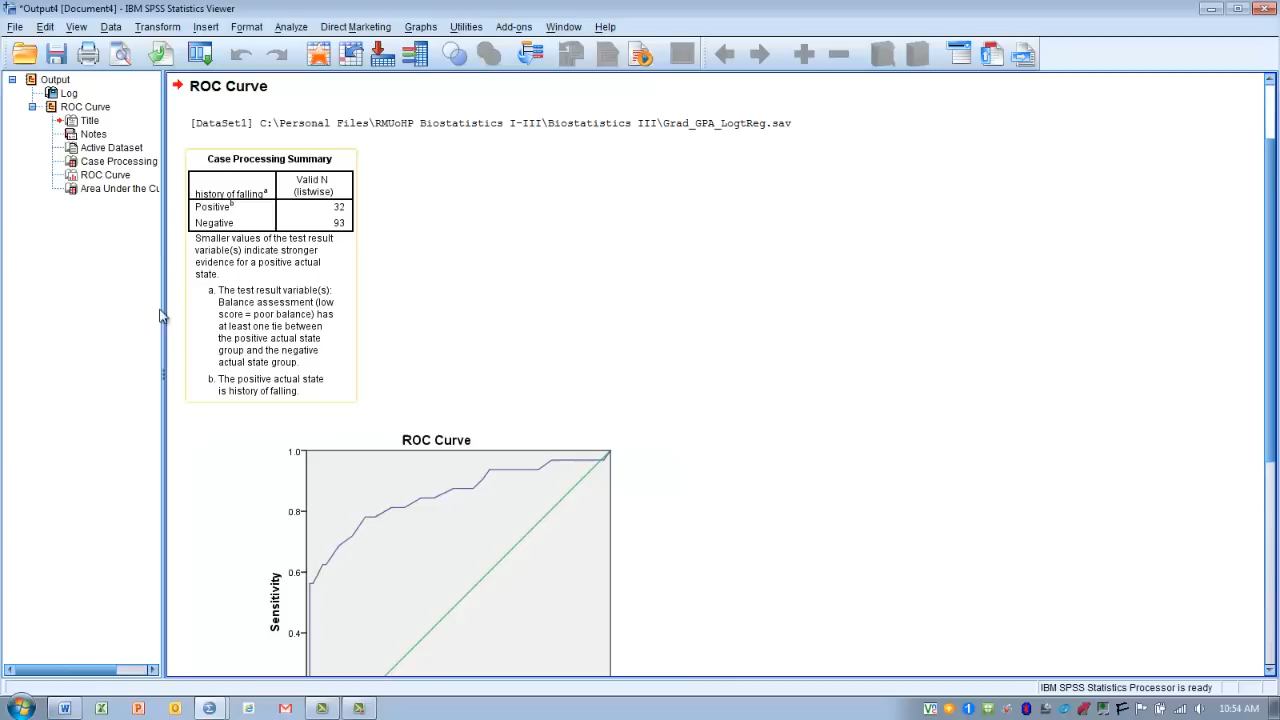 *Output4 [Document4] - IBM SPSS Statistics Viewer
File Edit View Data Transform Insert Format Analyze Direct Marketing Graphs Utilities Add-ons Window Help
Output
Log
ROC Curve
Title
Notes
Active Dataset
Case Processing
ROC Curve
Area Under the Cu
ROC Curve
[DataSet1] C:\Personal Files\RMUoHP Biostatistics I-III\Biostatistics III\Grad_GPA_LogtReg.sav
Case Processing Summary
history of falling a
Valid N
(listwise)
Positive b 32
Negative 93
Smaller values of the test result
variable(s) indicate stronger
evidence for a positive actual
state.
a. The test result variable(s):
Balance assessment (low
score = poor balance) has
at least one tie between
the positive actual state
group and the negative
actual state group.
b. The positive actual state
is history of falling.
ROC Curve
1.0
0.8
0.6
0.4
Sensitivity
IBM SPSS Statistics Processor is ready
10:54 AM